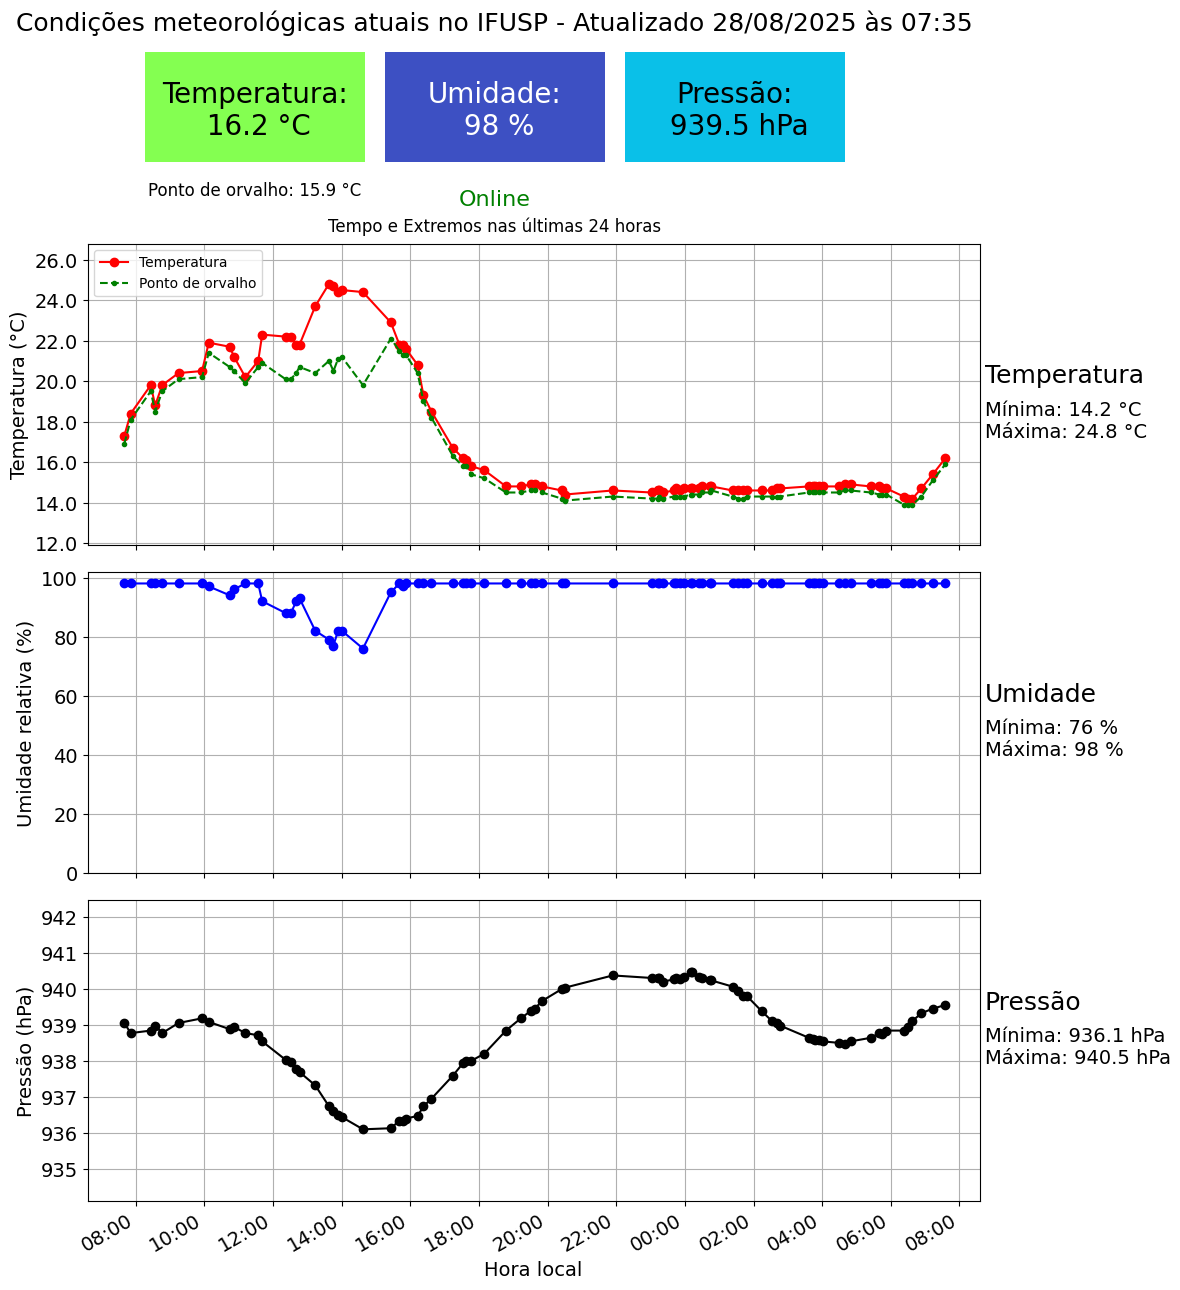 Condições meteorológicas atuais no IFUSP - Atualizado 28/08/2025 às 07:35
Temperatura:
16.2 °C
Umidade:
98 %
Pressão:
939.5 hPa
Ponto de orvalho: 15.9 °C
Online
Tempo e Extremos nas últimas 24 horas
Temperatura
Ponto de orvalho
Temperatura (°C)
26.0
24.0
22.0
20.0
18.0
16.0
14.0
12.0
Temperatura
Mínima: 14.2 °C
Máxima: 24.8 °C
Umidade relativa (%)
100
80
60
40
20
0
Umidade
Mínima: 76 %
Máxima: 98 %
Pressão (hPa)
942
941
940
939
938
937
936
935
Pressão
Mínima: 936.1 hPa
Máxima: 940.5 hPa
08:00 10:00 12:00 14:00 16:00 18:00 20:00 22:00 00:00 02:00 04:00 06:00 08:00
Hora local